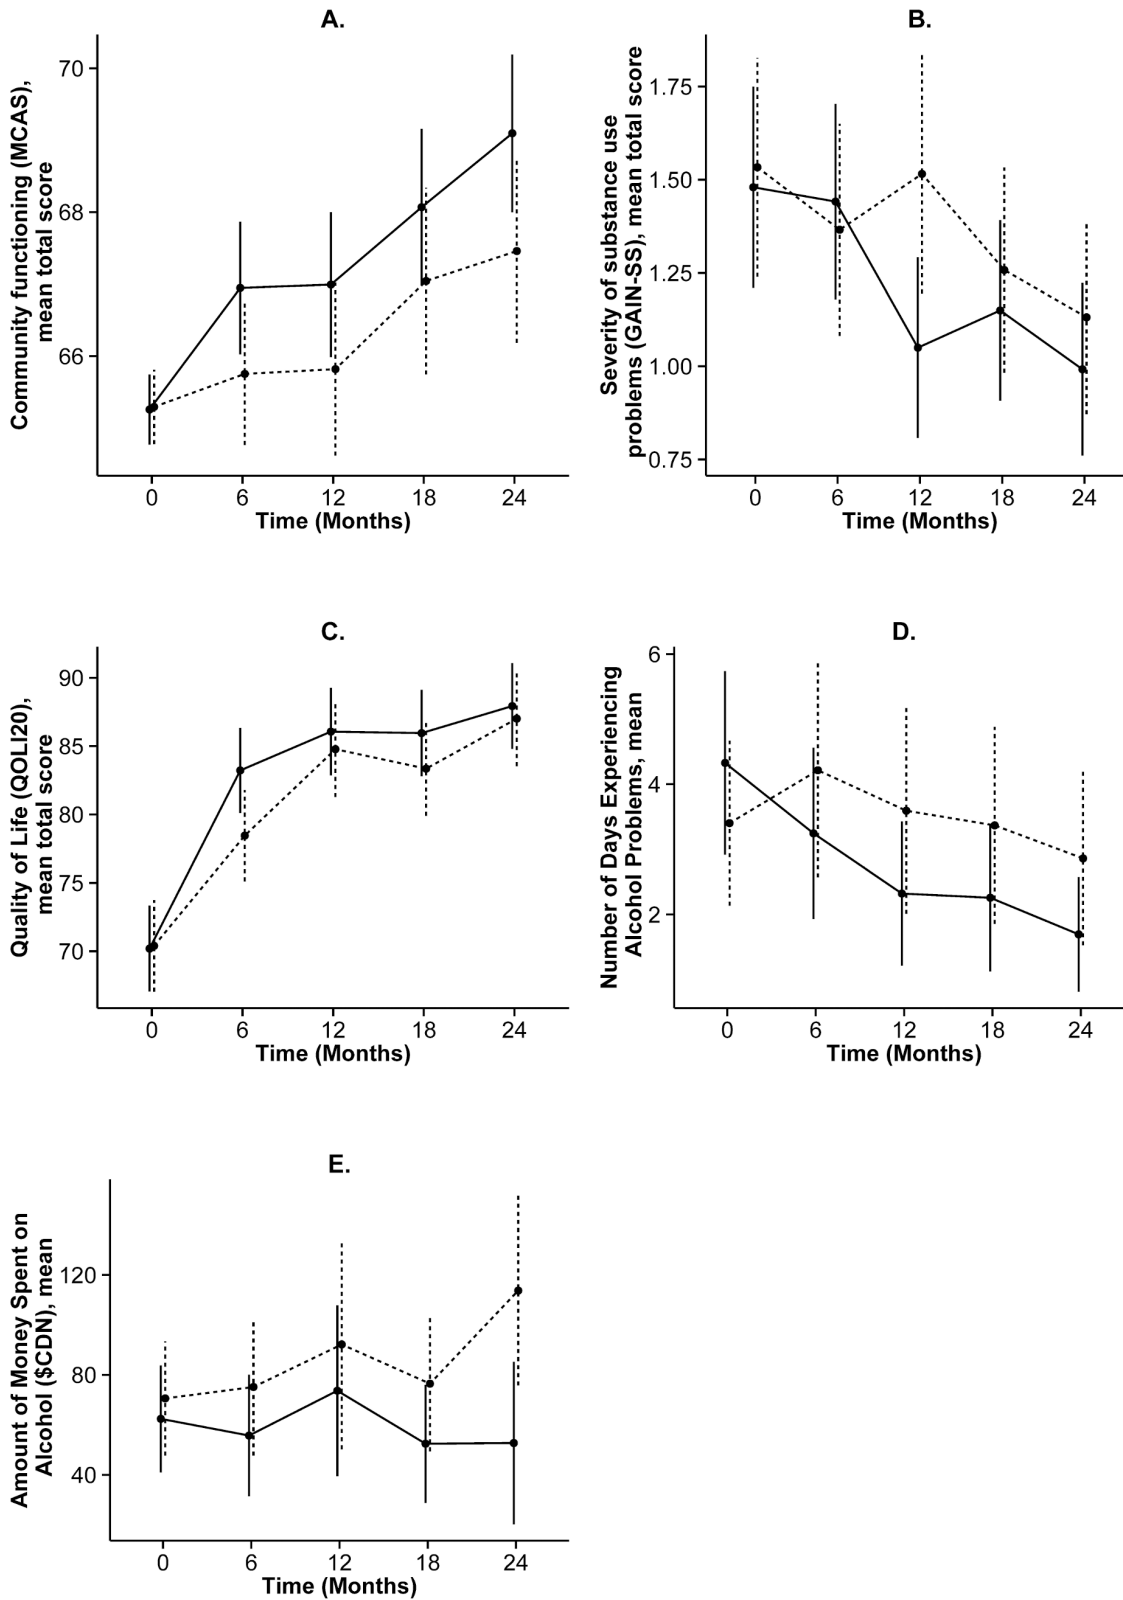 A.
Community functioning (MCAS),
mean total score
70
68
66
0 6 12 18 24
Time (Months)
B.
Severity of substance use
problems (GAIN-SS), mean total score
1.75
1.50
1.25
1.00
0.75
0 6 12 18 24
Time (Months)
C.
Quality of Life (QOLI20),
mean total score
90
85
80
75
70
0 6 12 18 24
Time (Months)
D.
Number of Days Experiencing
Alcohol Problems, mean
6
4
2
0 6 12 18 24
Time (Months)
E.
Amount of Money Spent on
Alcohol ($CDN), mean
120
80
40
0 6 12 18 24
Time (Months)